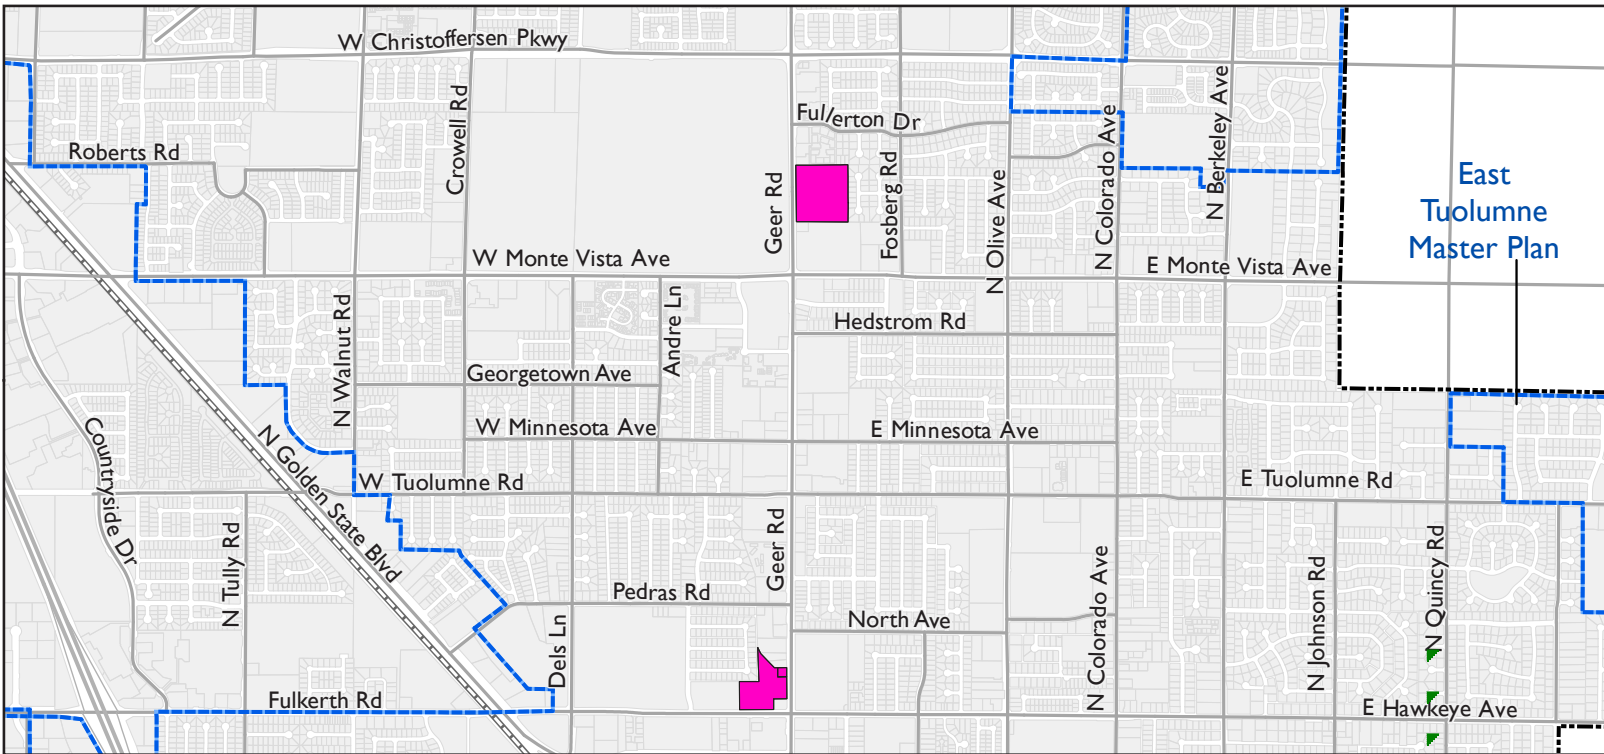 W Christoffersen Pkwy
Roberts Rd
Crowell Rd
Fullerton Dr
Geer Rd
Fosberg Rd
N Olive Ave
N Colorado Ave
N Berkeley Ave
East
Tuolumne
Master Plan
W Monte Vista Ave
E Monte Vista Ave
N Walnut Rd
Andre Ln
Hedstrom Rd
Georgetown Ave
W Minnesota Ave
E Minnesota Ave
Countryside Dr
N Golden State Blvd
W Tuolumne Rd
E Tuolumne Rd
N Tully Rd
Geer Rd
Pedras Rd
North Ave
Dels Ln
N Colorado Ave
N Johnson Rd
N Quincy Rd
Fulkerth Rd
E Hawkeye Ave